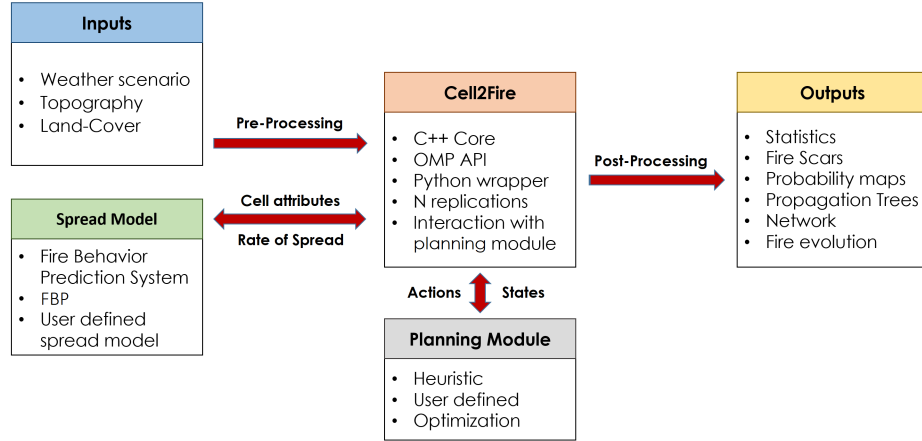 Inputs
• Weather scenario
• Topography
• Land-Cover
Pre-Processing
Cell2Fire
• C++ Core
• OMP API
• Python wrapper
• N replications
• Interaction with
planning module
Post-Processing
Outputs
• Statistics
• Fire Scars
• Probability maps
• Propagation Trees
• Network
• Fire evolution
Cell attributes
Rate of Spread
Spread Model
• Fire Behavior
Prediction System
• FBP
• User defined
spread model
Actions
States
Planning Module
• Heuristic
• User defined
• Optimization